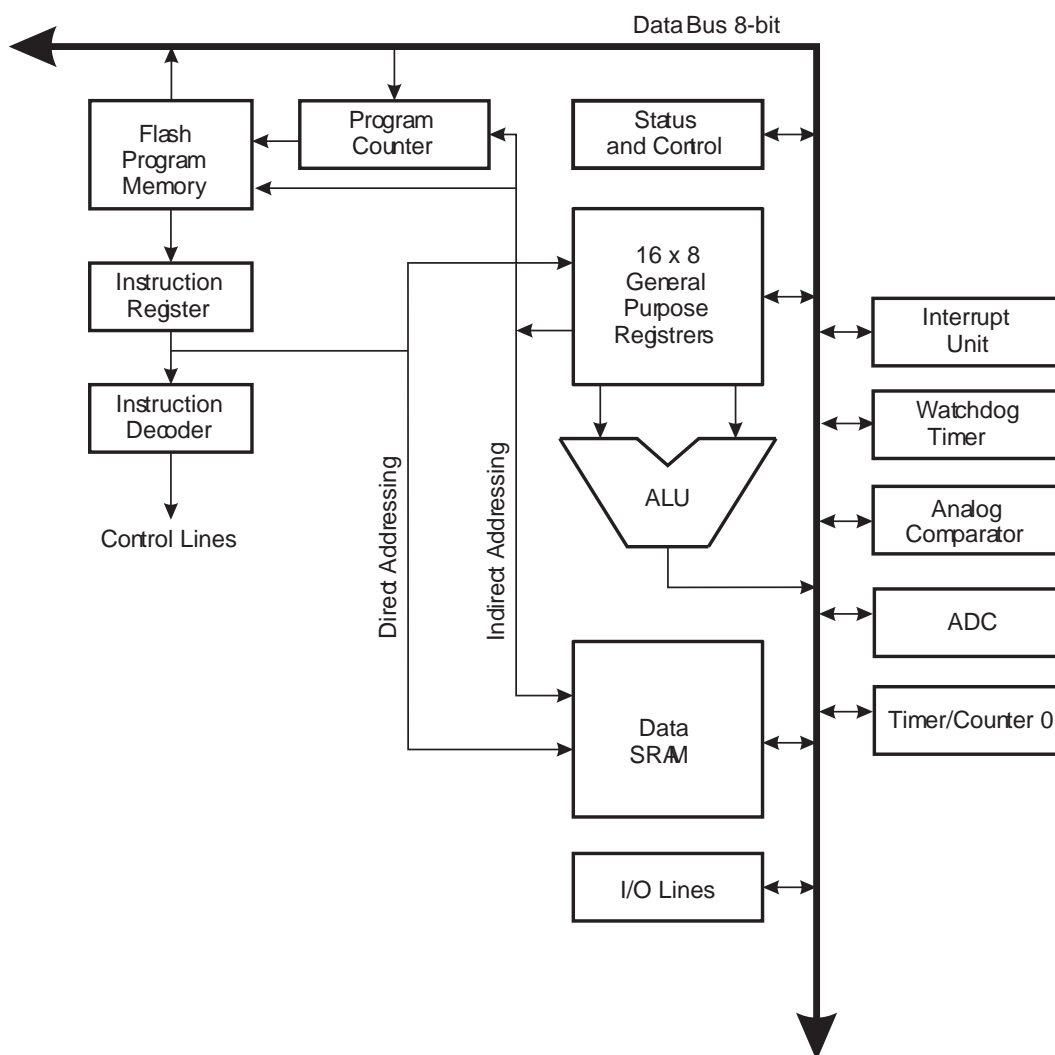 Data Bus 8-bit
Flash
Program
Memory
Program
Counter
Status
and Control
16 x 8
General
Purpose
Registrers
Instruction
Register
Interrupt
Unit
Instruction
Decoder
Watchdog
Timer
Control Lines
Direct Addressing
Indirect Addressing
ALU
Analog
Comparator
ADC
Data
SRAM
Timer/Counter 0
I/O Lines